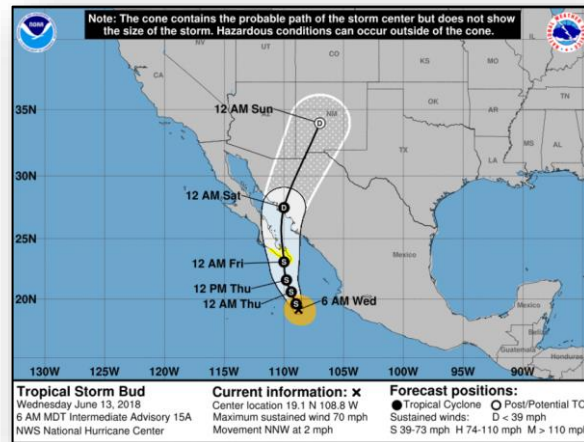 Note: The cone contains the probable path of the storm center but does not show
the size of the storm. Hazardous conditions can occur outside of the cone.
NOAA
NV
UT
CO
KS
MO
CA
OK
TN
AR
12 AM Sun
NM
MS
AL
TX
LA
12 AM Sat
12 AM Fri
12 PM Thu
12 AM Thu
6 AM Wed
D
D
S
S
S
S
Mexico
Mexico
Guatemala
Honduras
35N
30N
25N
20N
130W
125W
120W
115W
110W
105W
100W
95W
90W
Tropical Storm Bud
Wednesday June 13, 2018
6 AM MDT Intermediate Advisory 15A
NWS National Hurricane Center
Current information: ×
Center location 19.1 N 108.8 W
Maximum sustained wind 70 mph
Movement NNW at 2 mph
Forecast positions:
Tropical Cyclone Post/Potential TC
Sustained winds: D < 39 mph
S 39-73 mph H 74-110 mph M > 110 mph